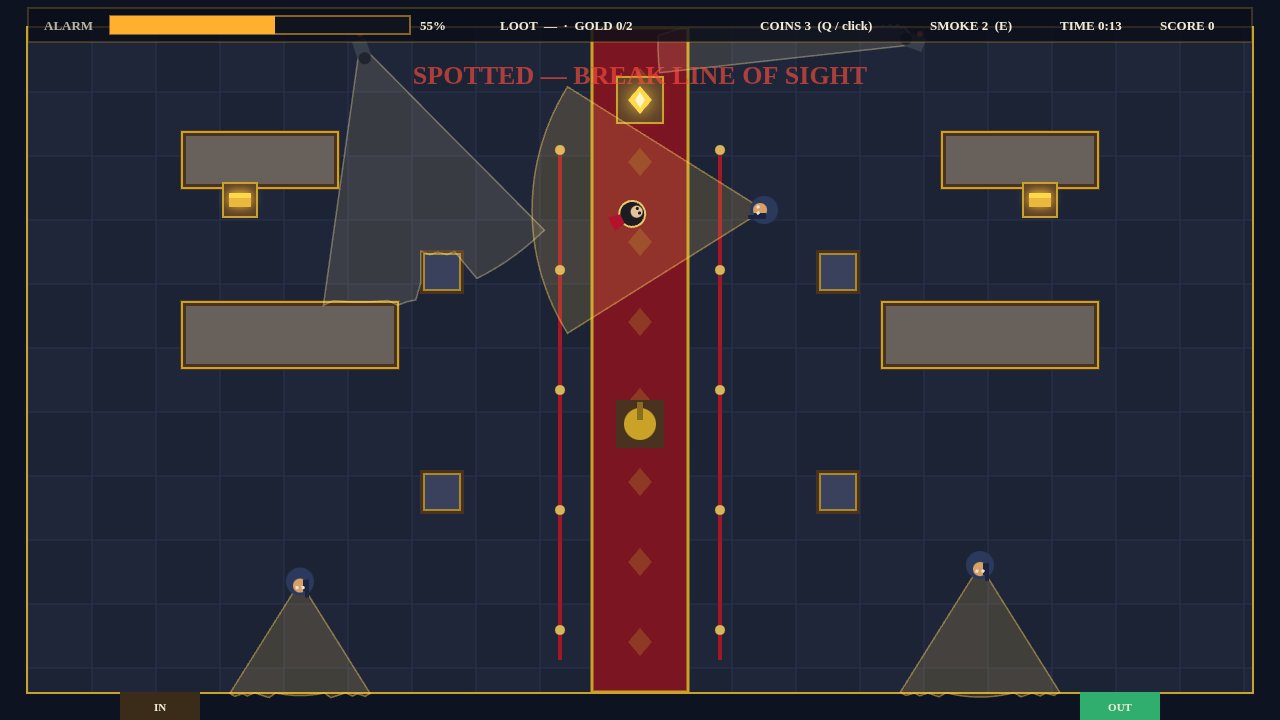 ALARM 55% LOOT — · GOLD 0/2 COINS 3 (Q / click) SMOKE 2 (E) TIME 0:13 SCORE 0
SPOTTED — BREAK LINE OF SIGHT
IN OUT